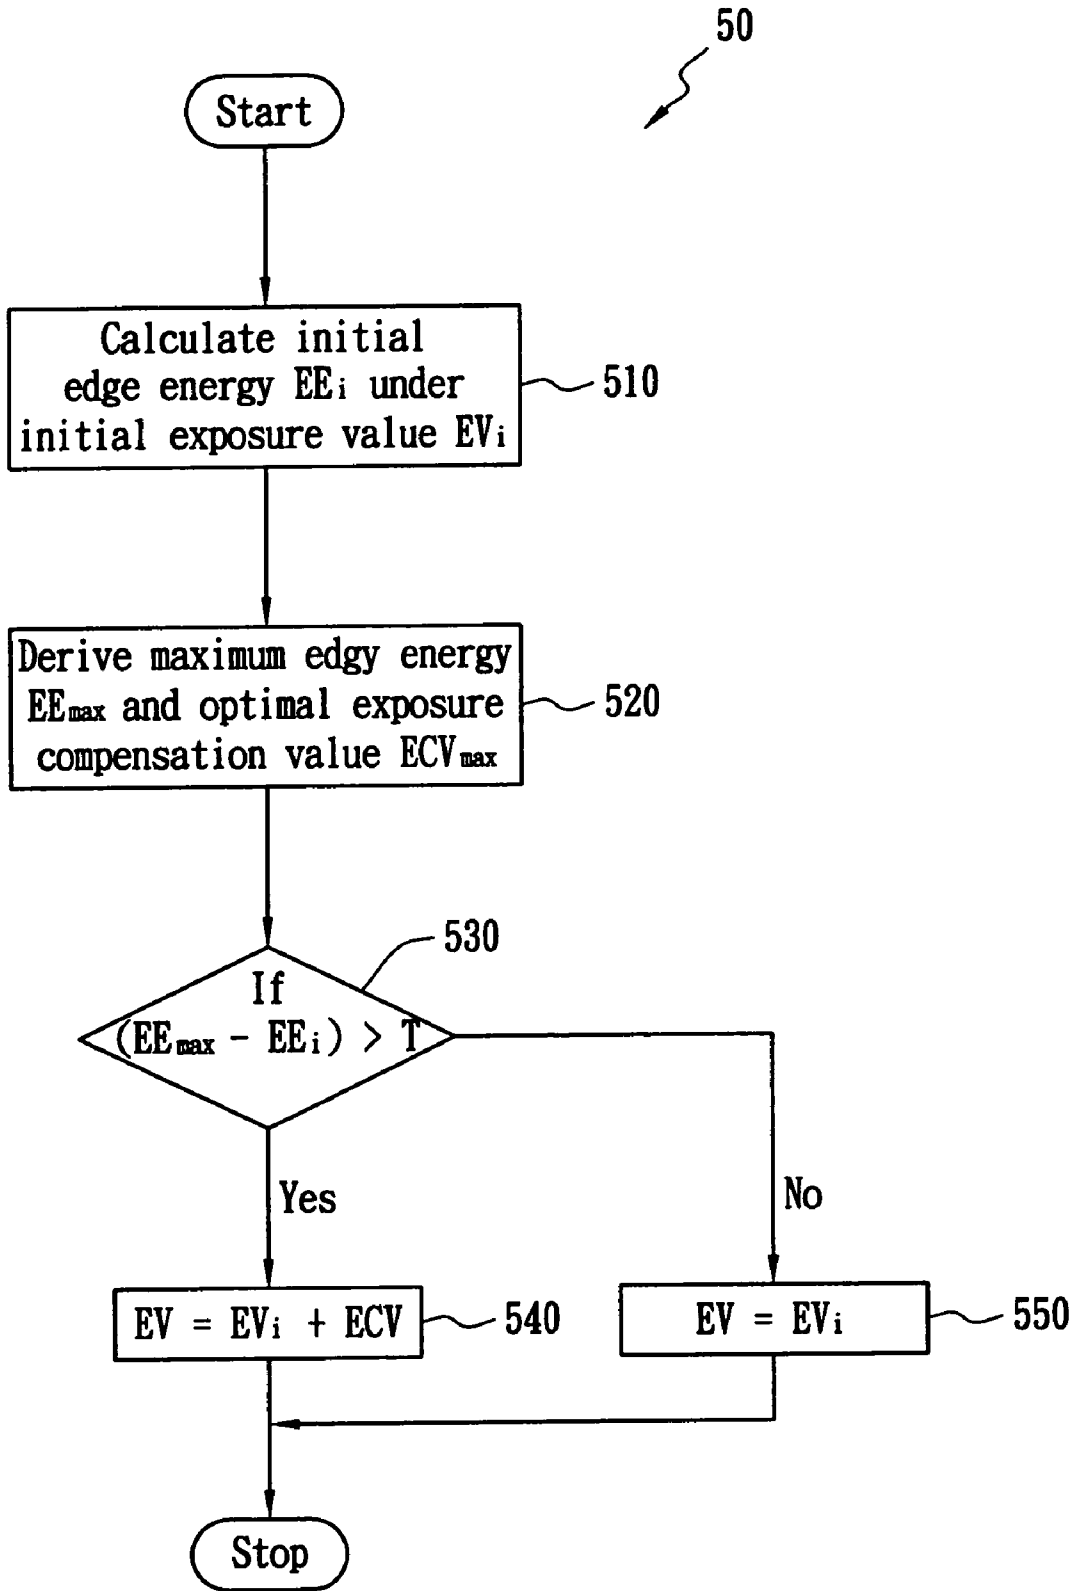 50
Start
Calculate initial
edge energy EEi under
initial exposure value EVi
510
Derive maximum edgy energy
EEmax and optimal exposure
compensation value ECVmax
520
530
If
(EEmax - EEi) > T
Yes
No
EV = EVi + ECV
540
EV = EVi
550
Stop